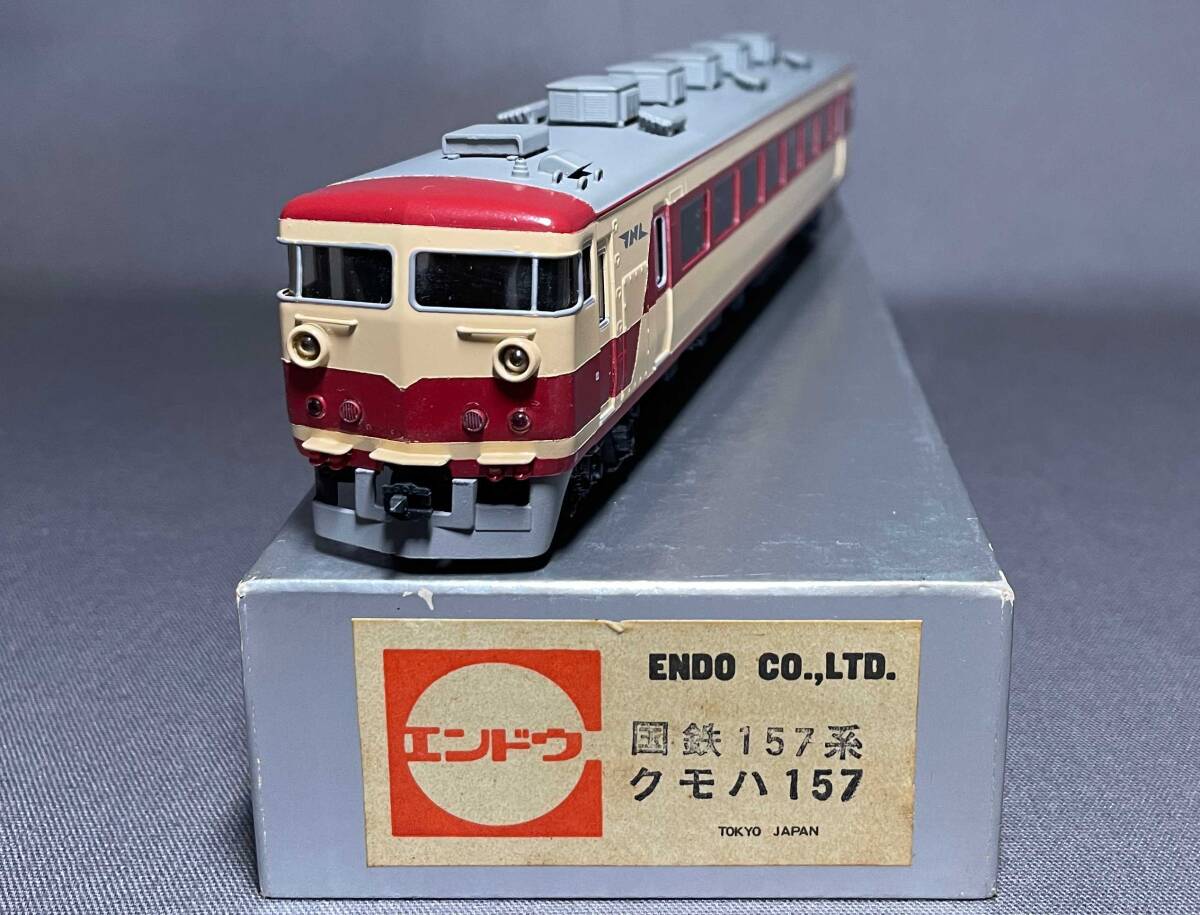 JNR
エンドウ
ENDO CO.,LTD.
国鉄157系
クモハ157
TOKYO JAPAN